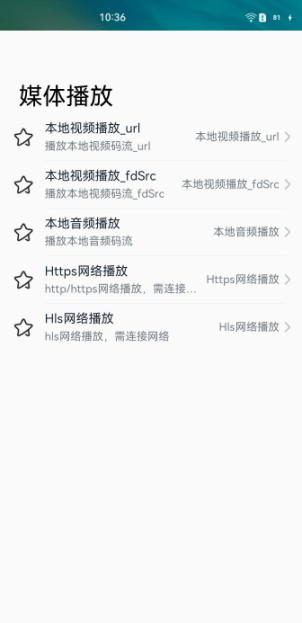 10:36
81
媒体播放
本地视频播放_url
播放本地视频码流_url
本地视频播放_url
本地视频播放_fdSrc
播放本地视频码流_fdSrc
本地视频播放_fdSrc
本地音频播放
播放本地音频码流
本地音频播放
Https网络播放
http/https网络播放，需连接...
Https网络播放
Hls网络播放
hls网络播放，需连接网络
Hls网络播放